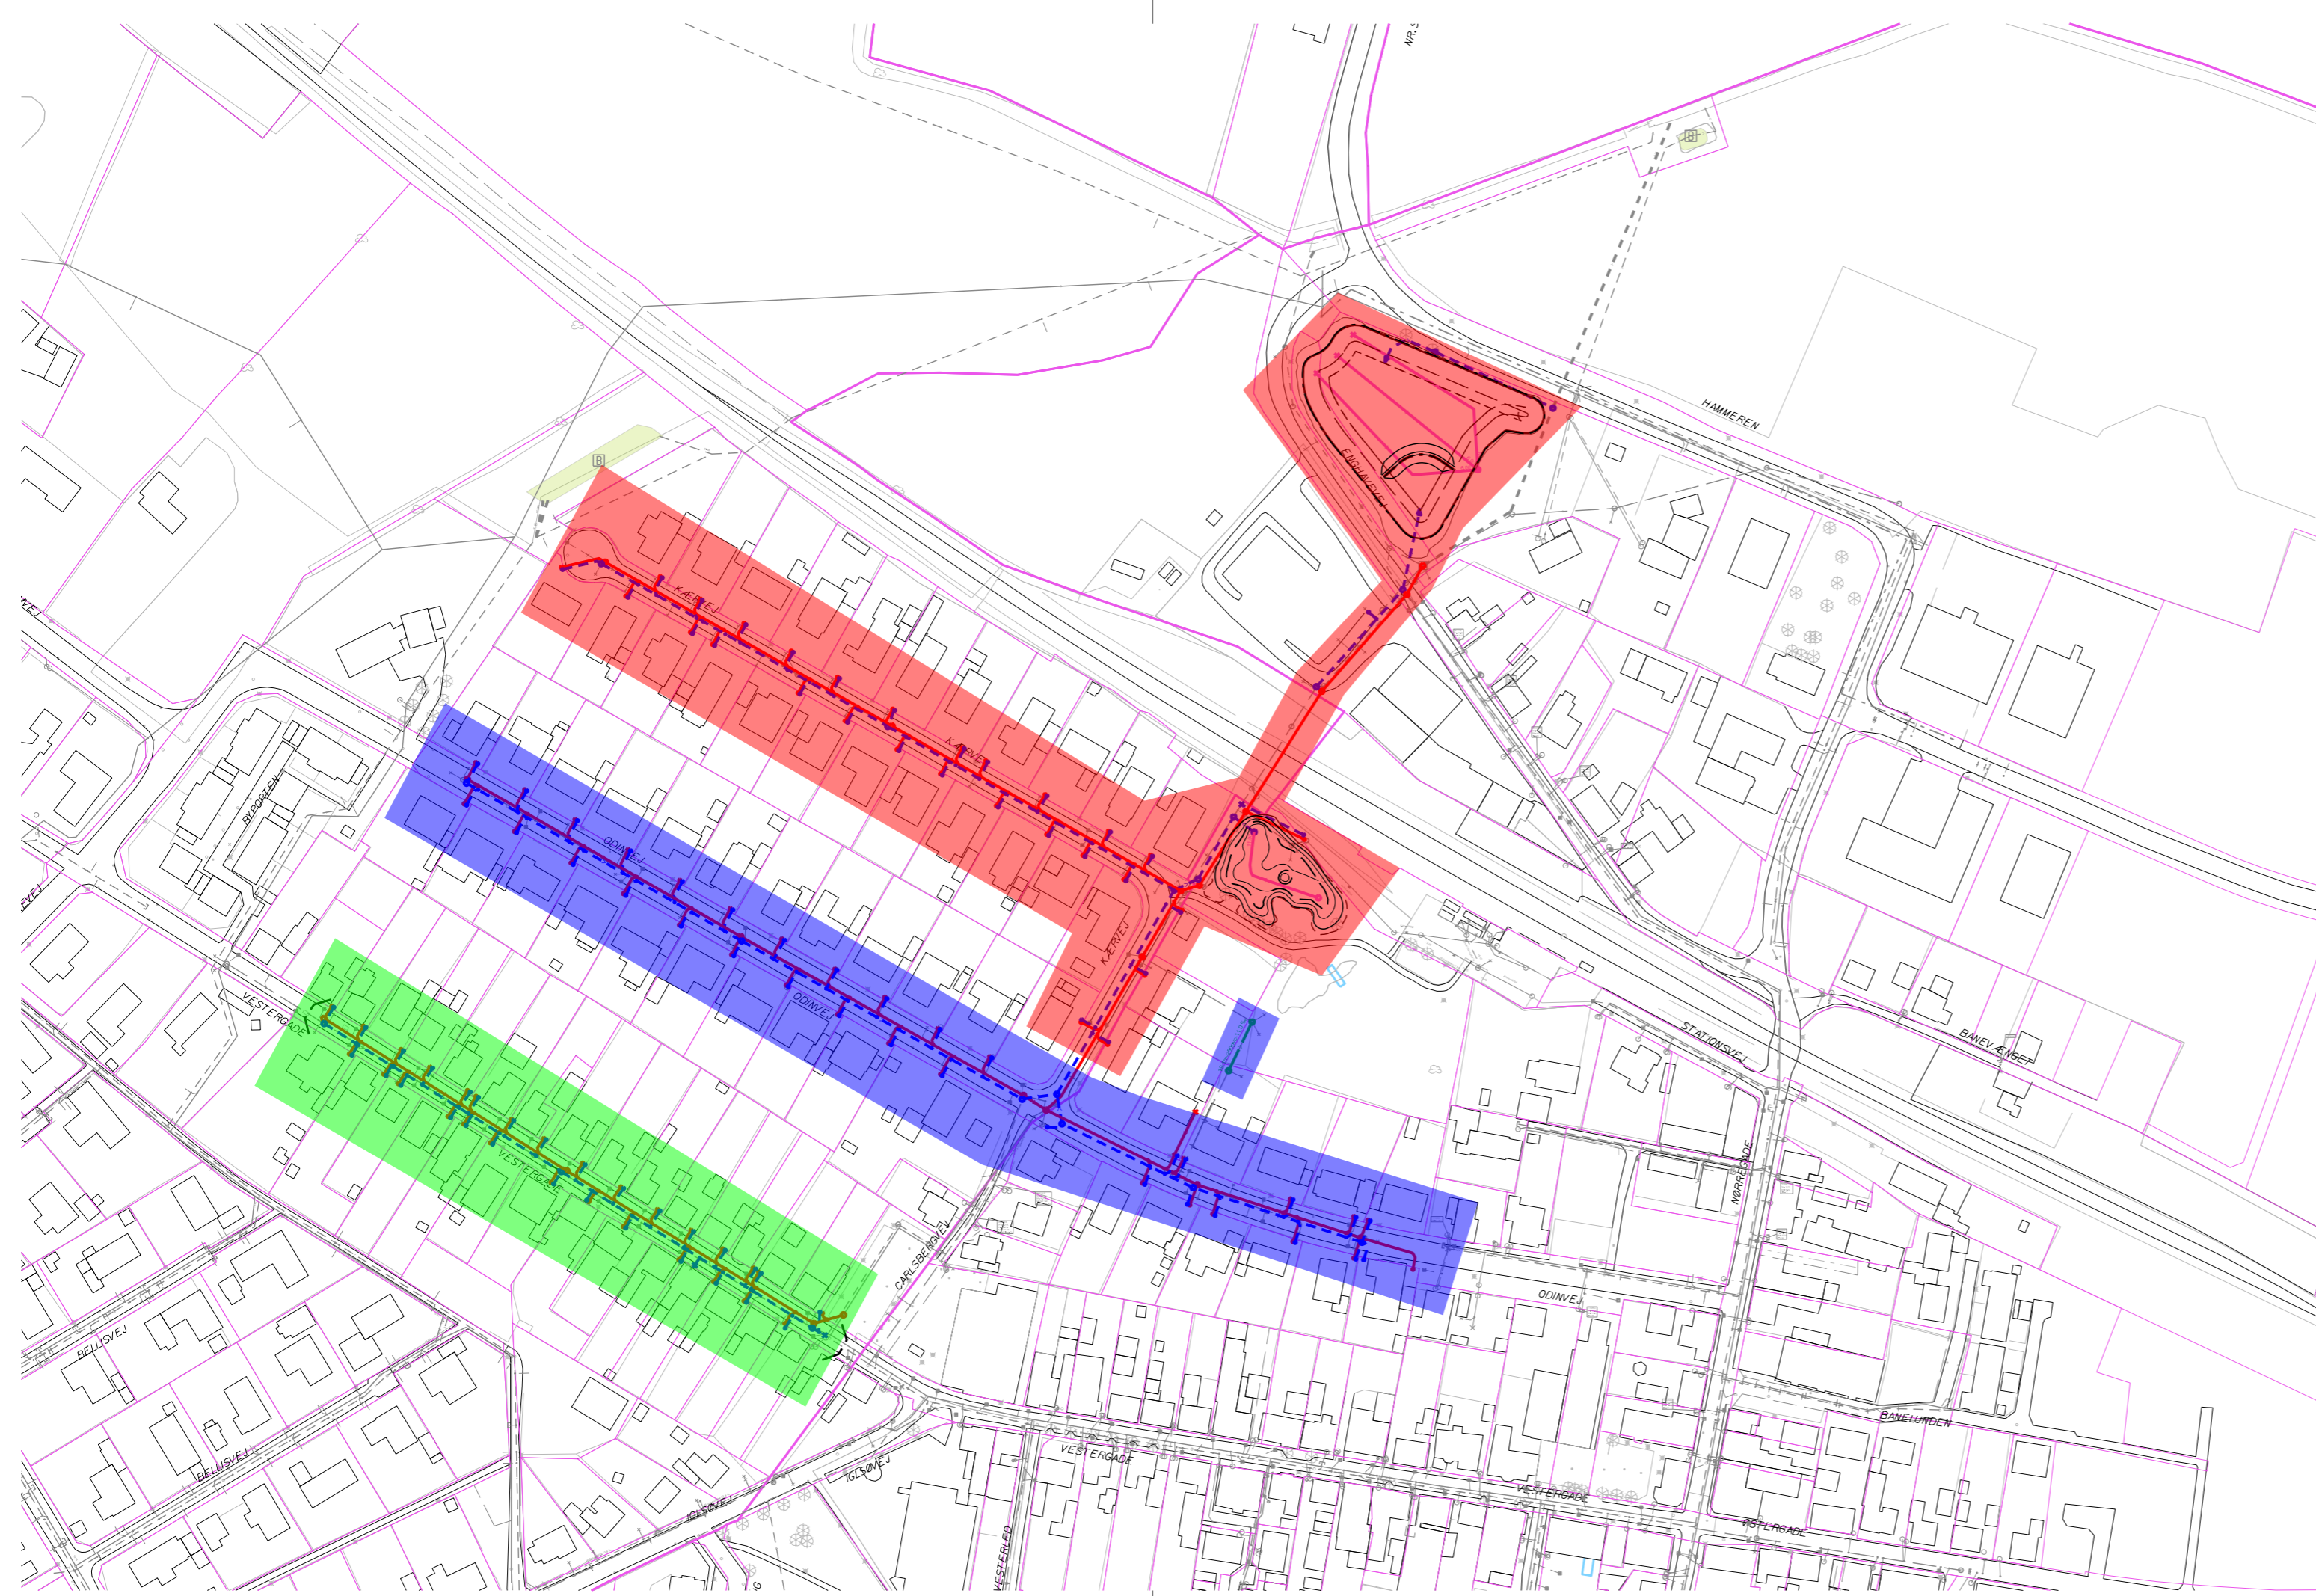 HAMMEREN
ENGHAVEVEJ
KÆRVEJ
KÆRVEJ
BYPORTEN
ODINVEJ
KÆRVEJ
ODINVEJ
VESTERGADE
STATIONSVEJ
BANEVÆNGET
VESTERGADE
NØRREGADE
CARLSBERGVEJ
ODINVEJ
BELLISVEJ
BANELUNDEN
VESTERGADE
BELLISVEJ
IGLSØVEJ
VESTERGADE
IGLSØVEJ
ØSTERGADE
VESTERLED